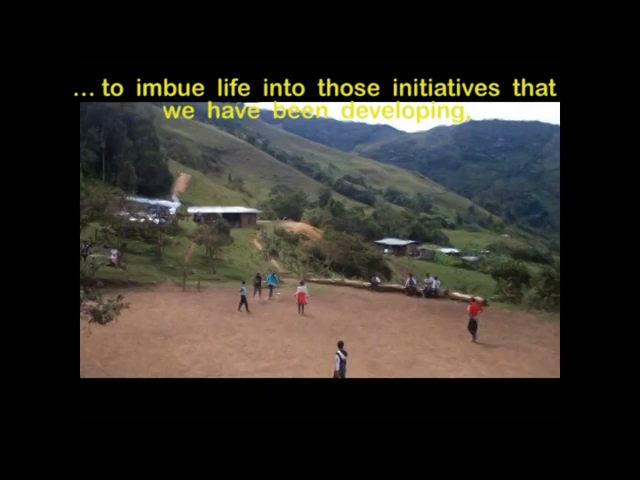 ... to imbue life into those initiatives that
we have been developing,